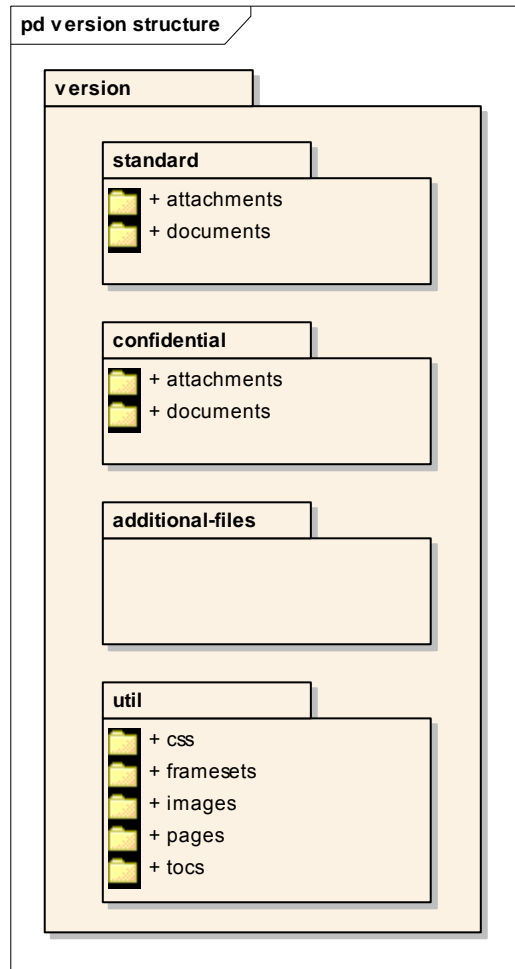 pd version structure
version
standard
+ attachments
+ documents
confidential
+ attachments
+ documents
additional-files
util
+ css
+ framesets
+ images
+ pages
+ tocs